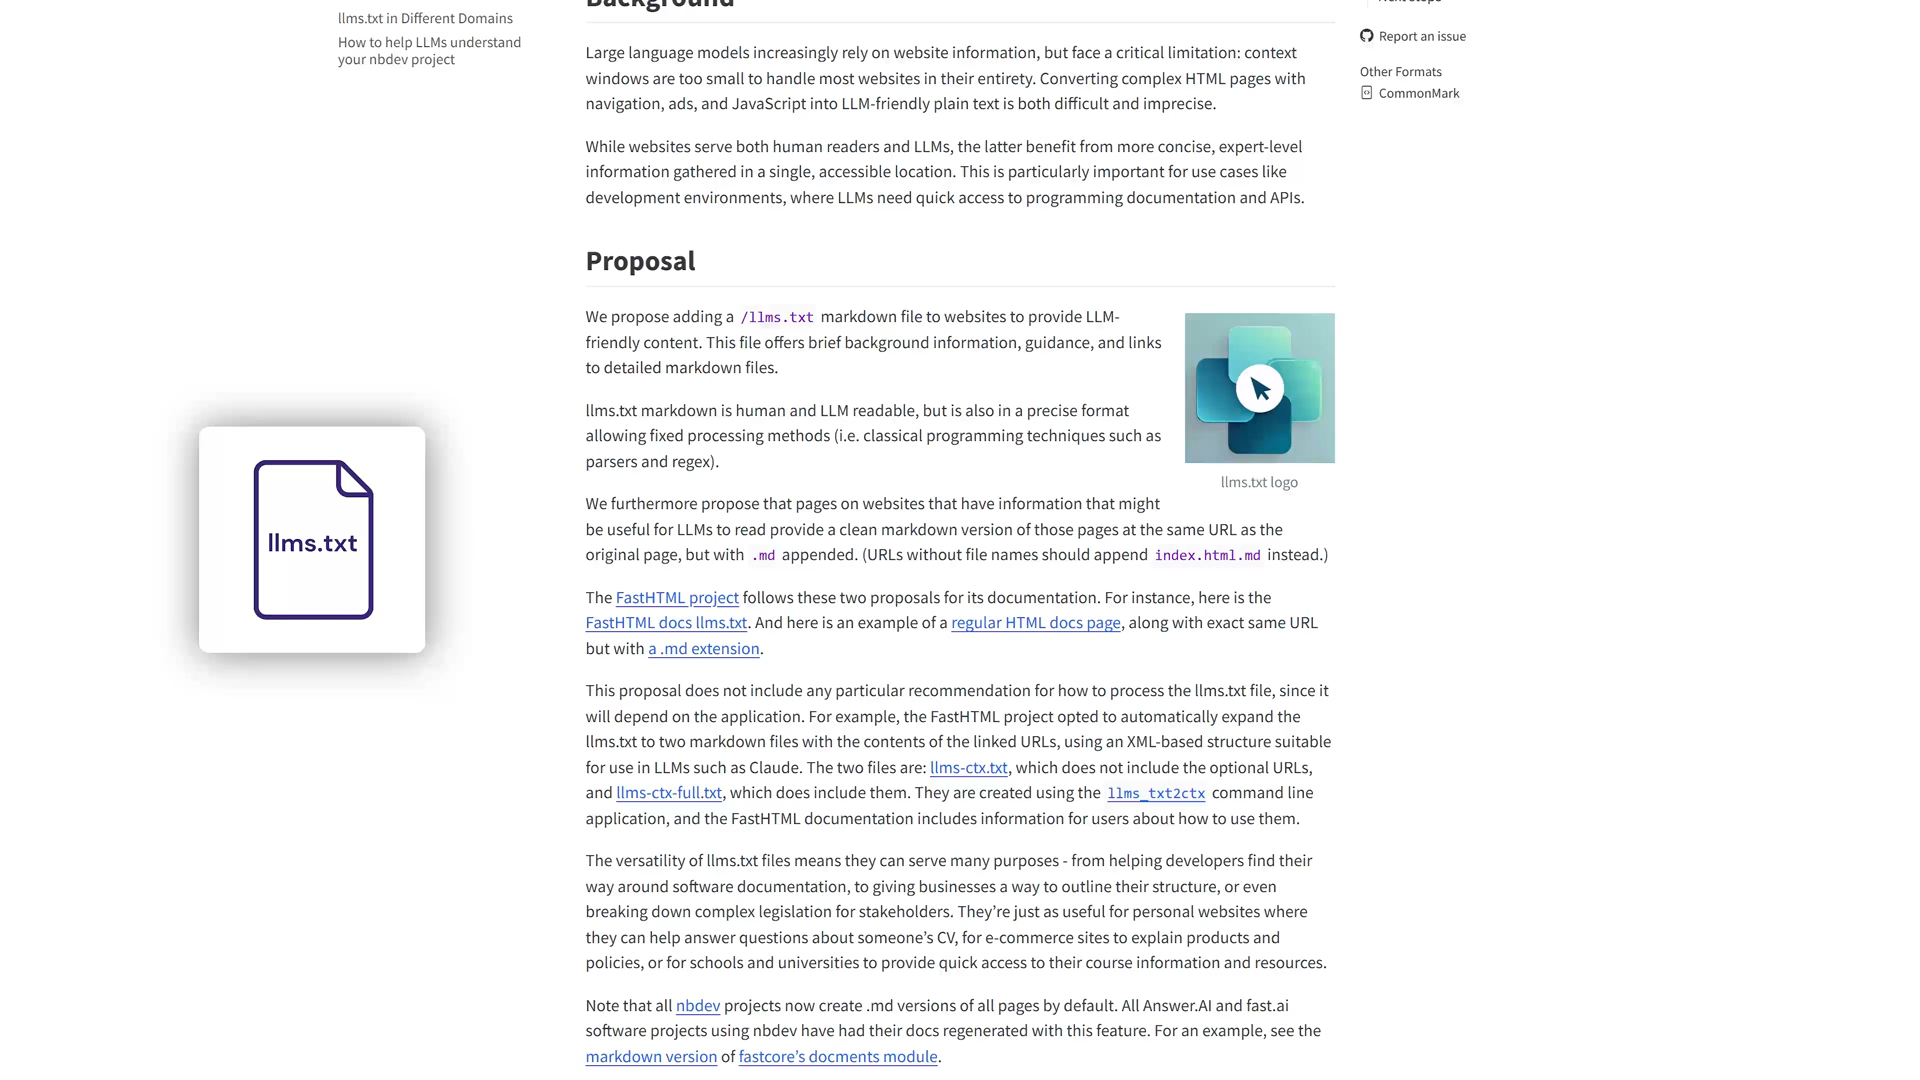 llms.txt in Different Domains
How to help LLMs understand
your nbdev project
llms.txt
Background
Large language models increasingly rely on website information, but face a critical limitation: context
windows are too small to handle most websites in their entirety. Converting complex HTML pages with
navigation, ads, and JavaScript into LLM-friendly plain text is both difficult and imprecise.
While websites serve both human readers and LLMs, the latter benefit from more concise, expert-level
information gathered in a single, accessible location. This is particularly important for use cases like
development environments, where LLMs need quick access to programming documentation and APIs.
Proposal
We propose adding a /llms.txt markdown file to websites to provide LLM-
friendly content. This file offers brief background information, guidance, and links
to detailed markdown files.
llms.txt markdown is human and LLM readable, but is also in a precise format
allowing fixed processing methods (i.e. classical programming techniques such as
parsers and regex).
llms.txt logo
We furthermore propose that pages on websites that have information that might
be useful for LLMs to read provide a clean markdown version of those pages at the same URL as the
original page, but with .md appended. (URLs without file names should append index.html.md instead.)
The FastHTML project follows these two proposals for its documentation. For instance, here is the
FastHTML docs llms.txt. And here is an example of a regular HTML docs page, along with exact same URL
but with a .md extension.
This proposal does not include any particular recommendation for how to process the llms.txt file, since it
will depend on the application. For example, the FastHTML project opted to automatically expand the
llms.txt to two markdown files with the contents of the linked URLs, using an XML-based structure suitable
for use in LLMs such as Claude. The two files are: llms-ctx.txt, which does not include the optional URLs,
and llms-ctx-full.txt, which does include them. They are created using the llms_txt2ctx command line
application, and the FastHTML documentation includes information for users about how to use them.
The versatility of llms.txt files means they can serve many purposes - from helping developers find their
way around software documentation, to giving businesses a way to outline their structure, or even
breaking down complex legislation for stakeholders. They’re just as useful for personal websites where
they can help answer questions about someone’s CV, for e-commerce sites to explain products and
policies, or for schools and universities to provide quick access to their course information and resources.
Note that all nbdev projects now create .md versions of all pages by default. All Answer.AI and fast.ai
software projects using nbdev have had their docs regenerated with this feature. For an example, see the
markdown version of fastcore’s docments module.
Next steps
Report an issue
Other Formats
CommonMark